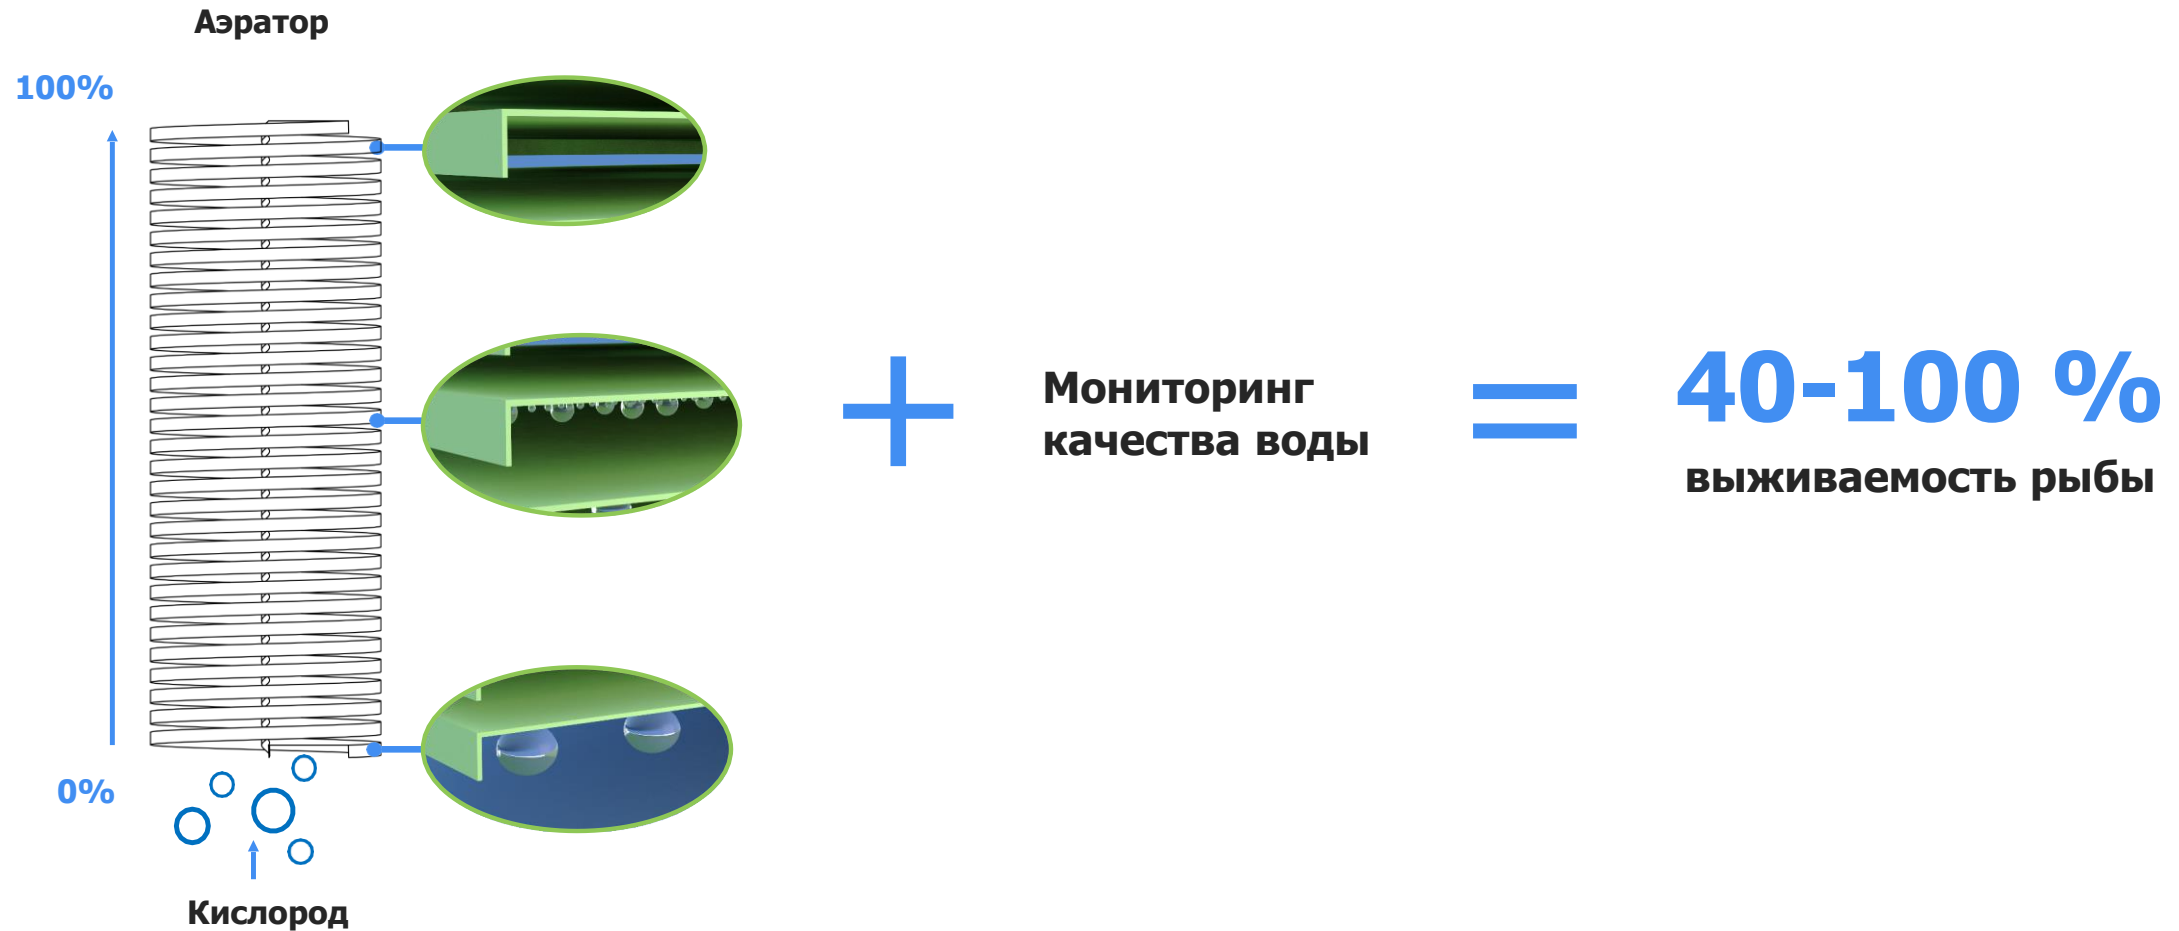 Аэратор
100%
0%
Кислород
Мониторинг
качества воды
40-100 %
выживаемость рыбы